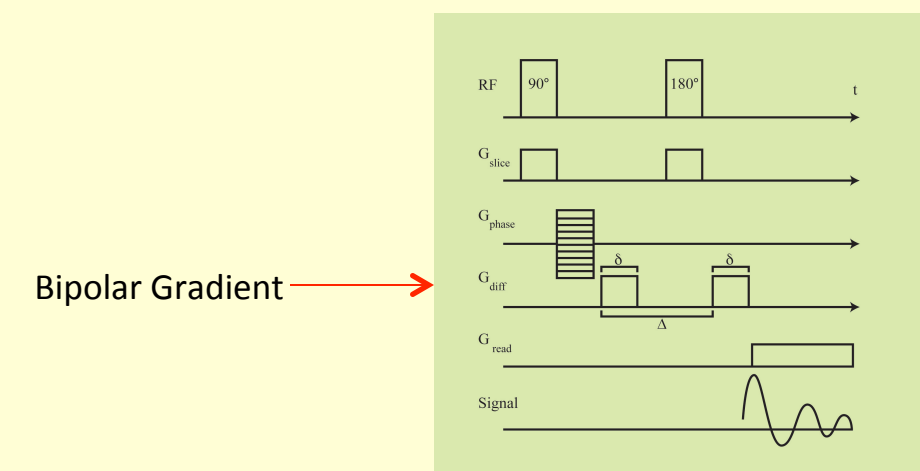 RF 90° 180° t
G slice
G phase
δ δ
Bipolar Gradient
G diff
Δ
G read
Signal